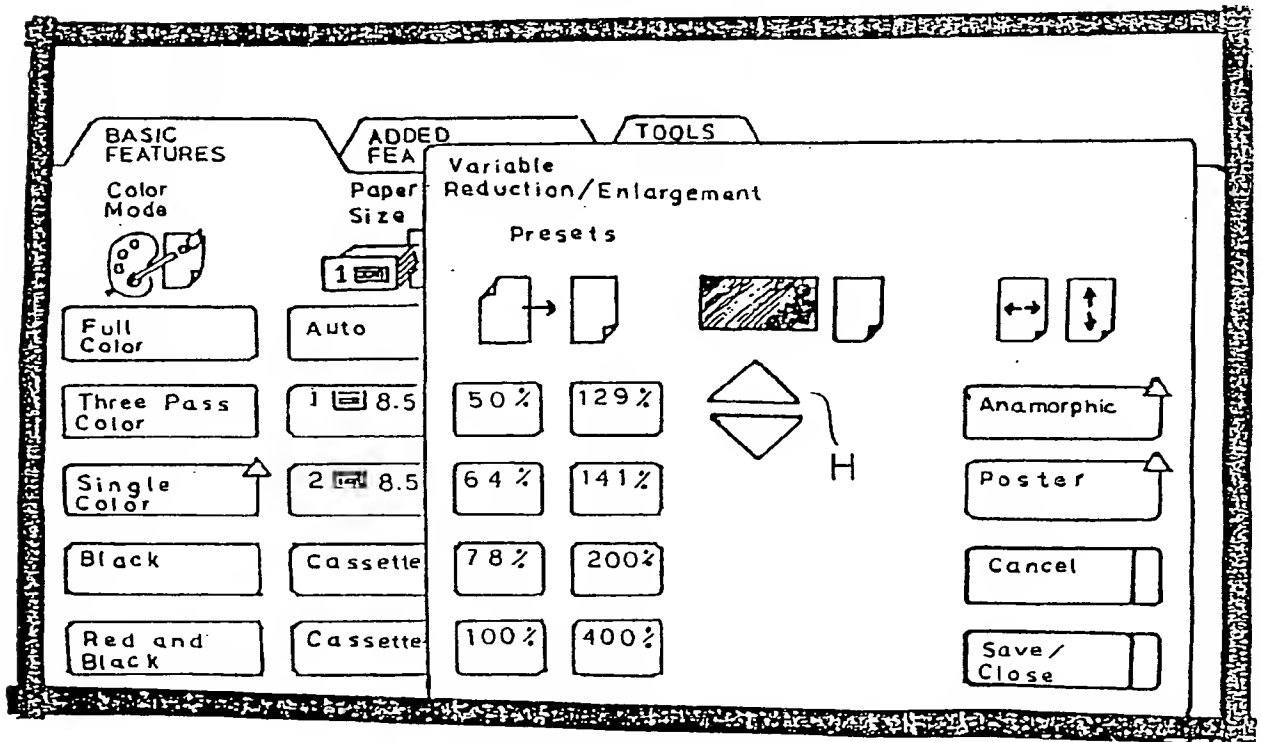 BASIC
FEATURES
ADDED
FEA
TOOLS
Color
Mode
Paper
Size
1
Full
Color
Auto
Three Pass
Color
1 8.5
Single
Color
2 8.5
Black
Cassette
Red and
Black
Cassette
Variable
Reduction/Enlargement
Presets
50% 129%
64% 141%
78% 200%
100% 400%
H
Anamorphic
Poster
Cancel
Save/
Close